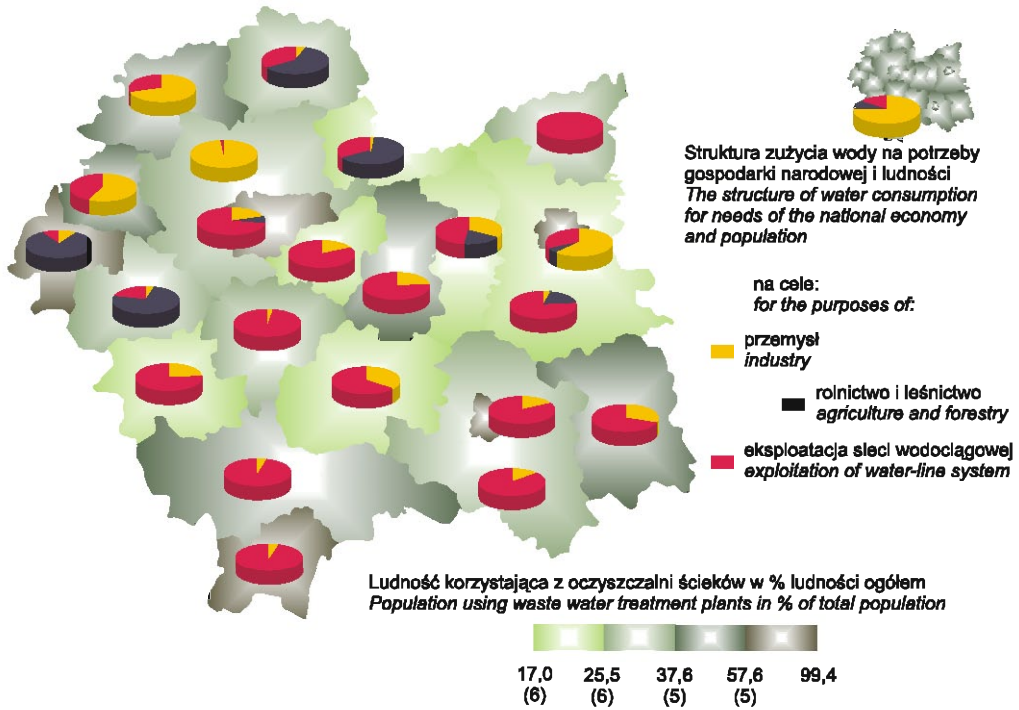 Struktura zużycia wody na potrzeby
gospodarki narodowej i ludności
The structure of water consumption
for needs of the national economy
and population
na cele:
for the purposes of:
przemysł
industry
rolnictwo i leśnictwo
agriculture and forestry
eksploatacja sieci wodociągowej
exploitation of water-line system
Ludność korzystająca z oczyszczalni ścieków w % ludności ogółem
Population using waste water treatment plants in % of total population
17,0 25,5 37,6 57,6 99,4
(6) (6) (5) (5)